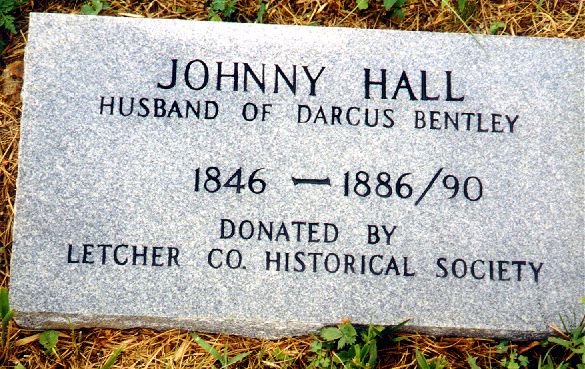 JOHNNY HALL
HUSBAND OF DARCUS BENTLEY
1846 — 1886/90
DONATED BY
LETCHER CO. HISTORICAL SOCIETY